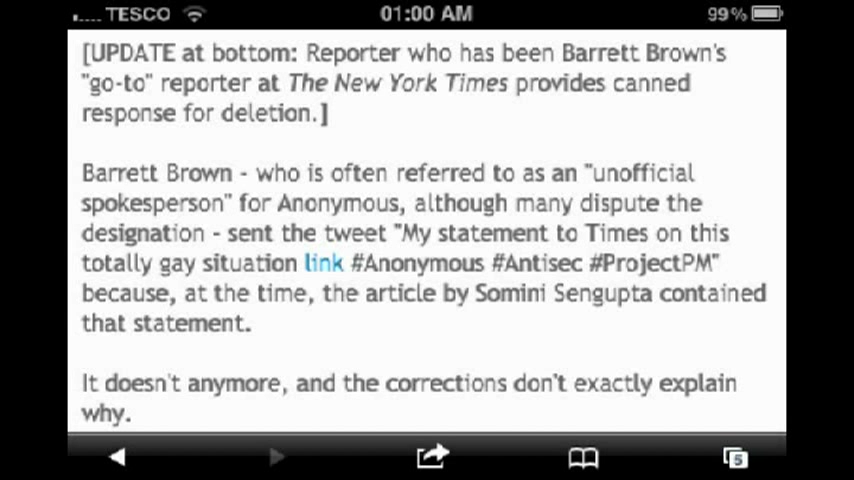 TESCO 01:00 AM 99%
[UPDATE at bottom: Reporter who has been Barrett Brown's
"go-to" reporter at The New York Times provides canned
response for deletion.]
Barrett Brown - who is often referred to as an "unofficial
spokesperson" for Anonymous, although many dispute the
designation - sent the tweet "My statement to Times on this
totally gay situation link #Anonymous #Antisec #ProjectPM"
because, at the time, the article by Somini Sengupta contained
that statement.
It doesn't anymore, and the corrections don't exactly explain
why.
5